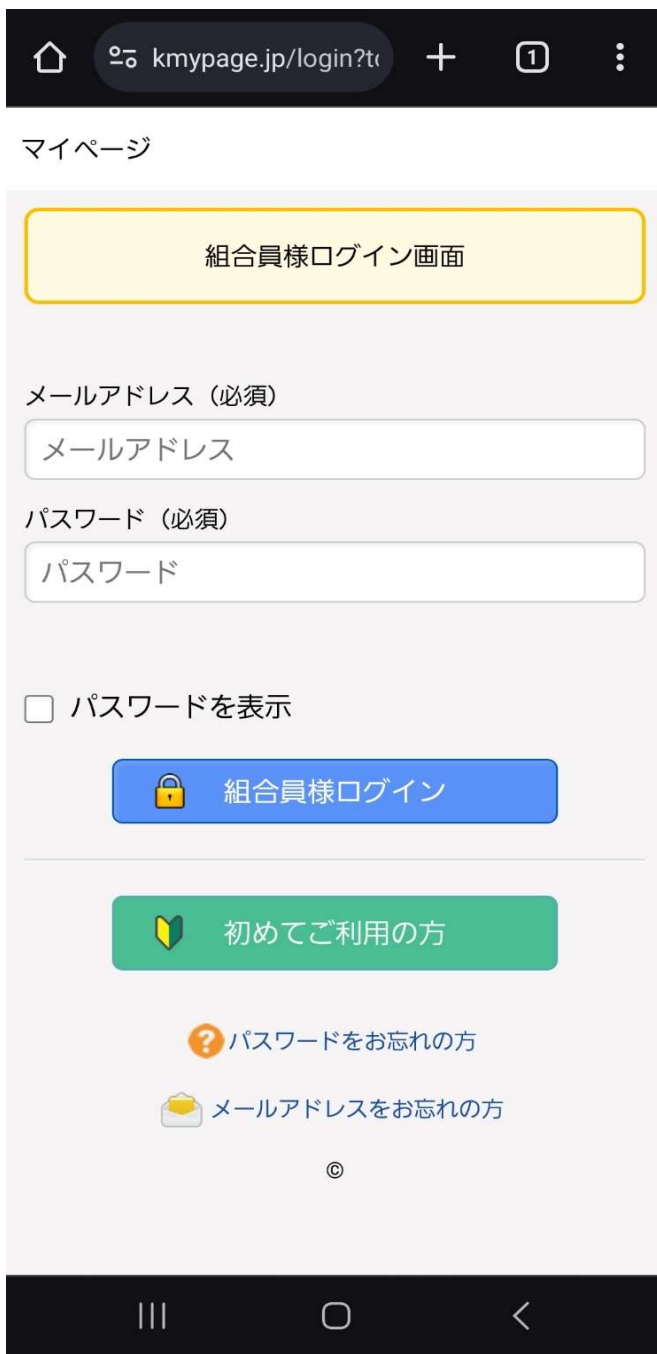 kmypage.jp/login?to
1
マイページ
組合員様ログイン画面
メールアドレス（必須）
メールアドレス
パスワード（必須）
パスワード
パスワードを表示
組合員様ログイン
初めてご利用の方
?
パスワードをお忘れの方
メールアドレスをお忘れの方
©